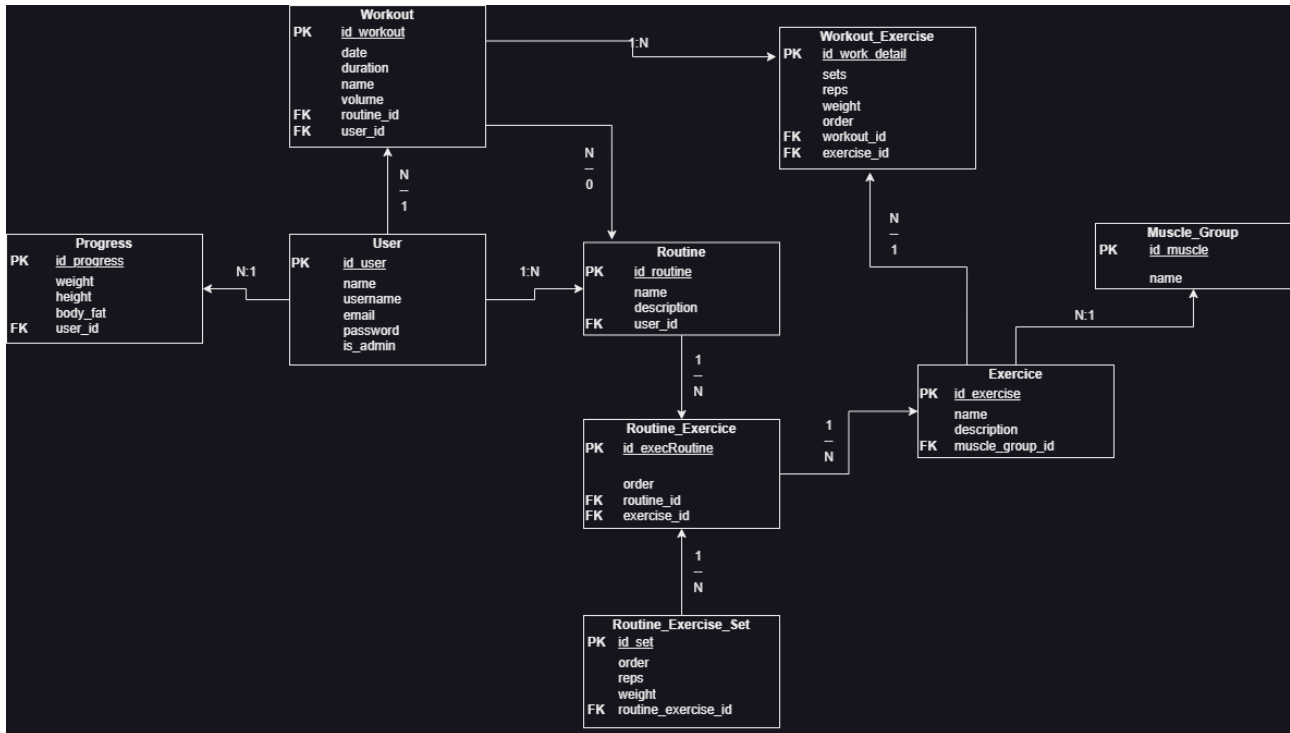 Workout
PK id_workout
date
duration
name
volume
FK routine_id
FK user_id
1:N
Workout_Exercise
PK id_work_detail
sets
reps
weight
order
FK workout_id
FK exercise_id
N
—
1
N
—
0
N
—
1
Progress
PK id_progress
weight
height
body_fat
FK user_id
N:1
User
PK id_user
name
username
email
password
is_admin
1:N
Routine
PK id_routine
name
description
FK user_id
Muscle_Group
PK id_muscle
name
N:1
1
—
N
Exercice
PK id_exercise
name
description
FK muscle_group_id
Routine_Exercice
PK id_execRoutine
order
FK routine_id
FK exercise_id
1
—
N
1
—
N
Routine_Exercise_Set
PK id_set
order
reps
weight
FK routine_exercise_id